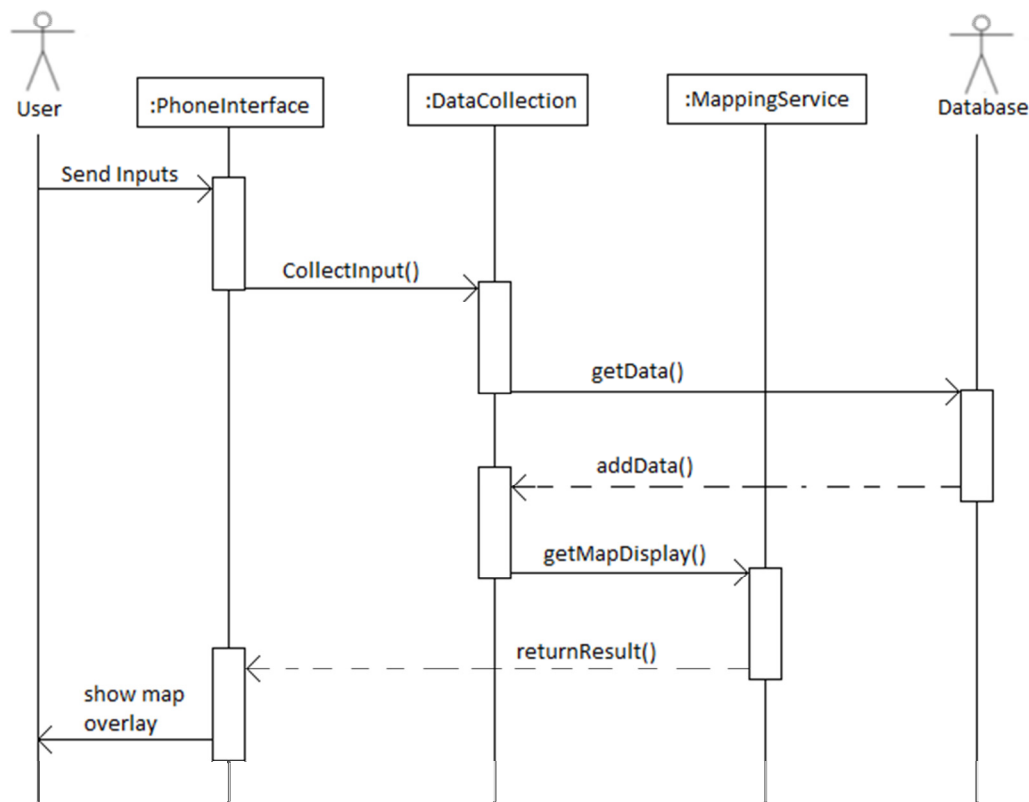 User
:PhoneInterface
:DataCollection
:MappingService
Database
Send Inputs
CollectInput()
getData()
addData()
getMapDisplay()
returnResult()
show map
overlay